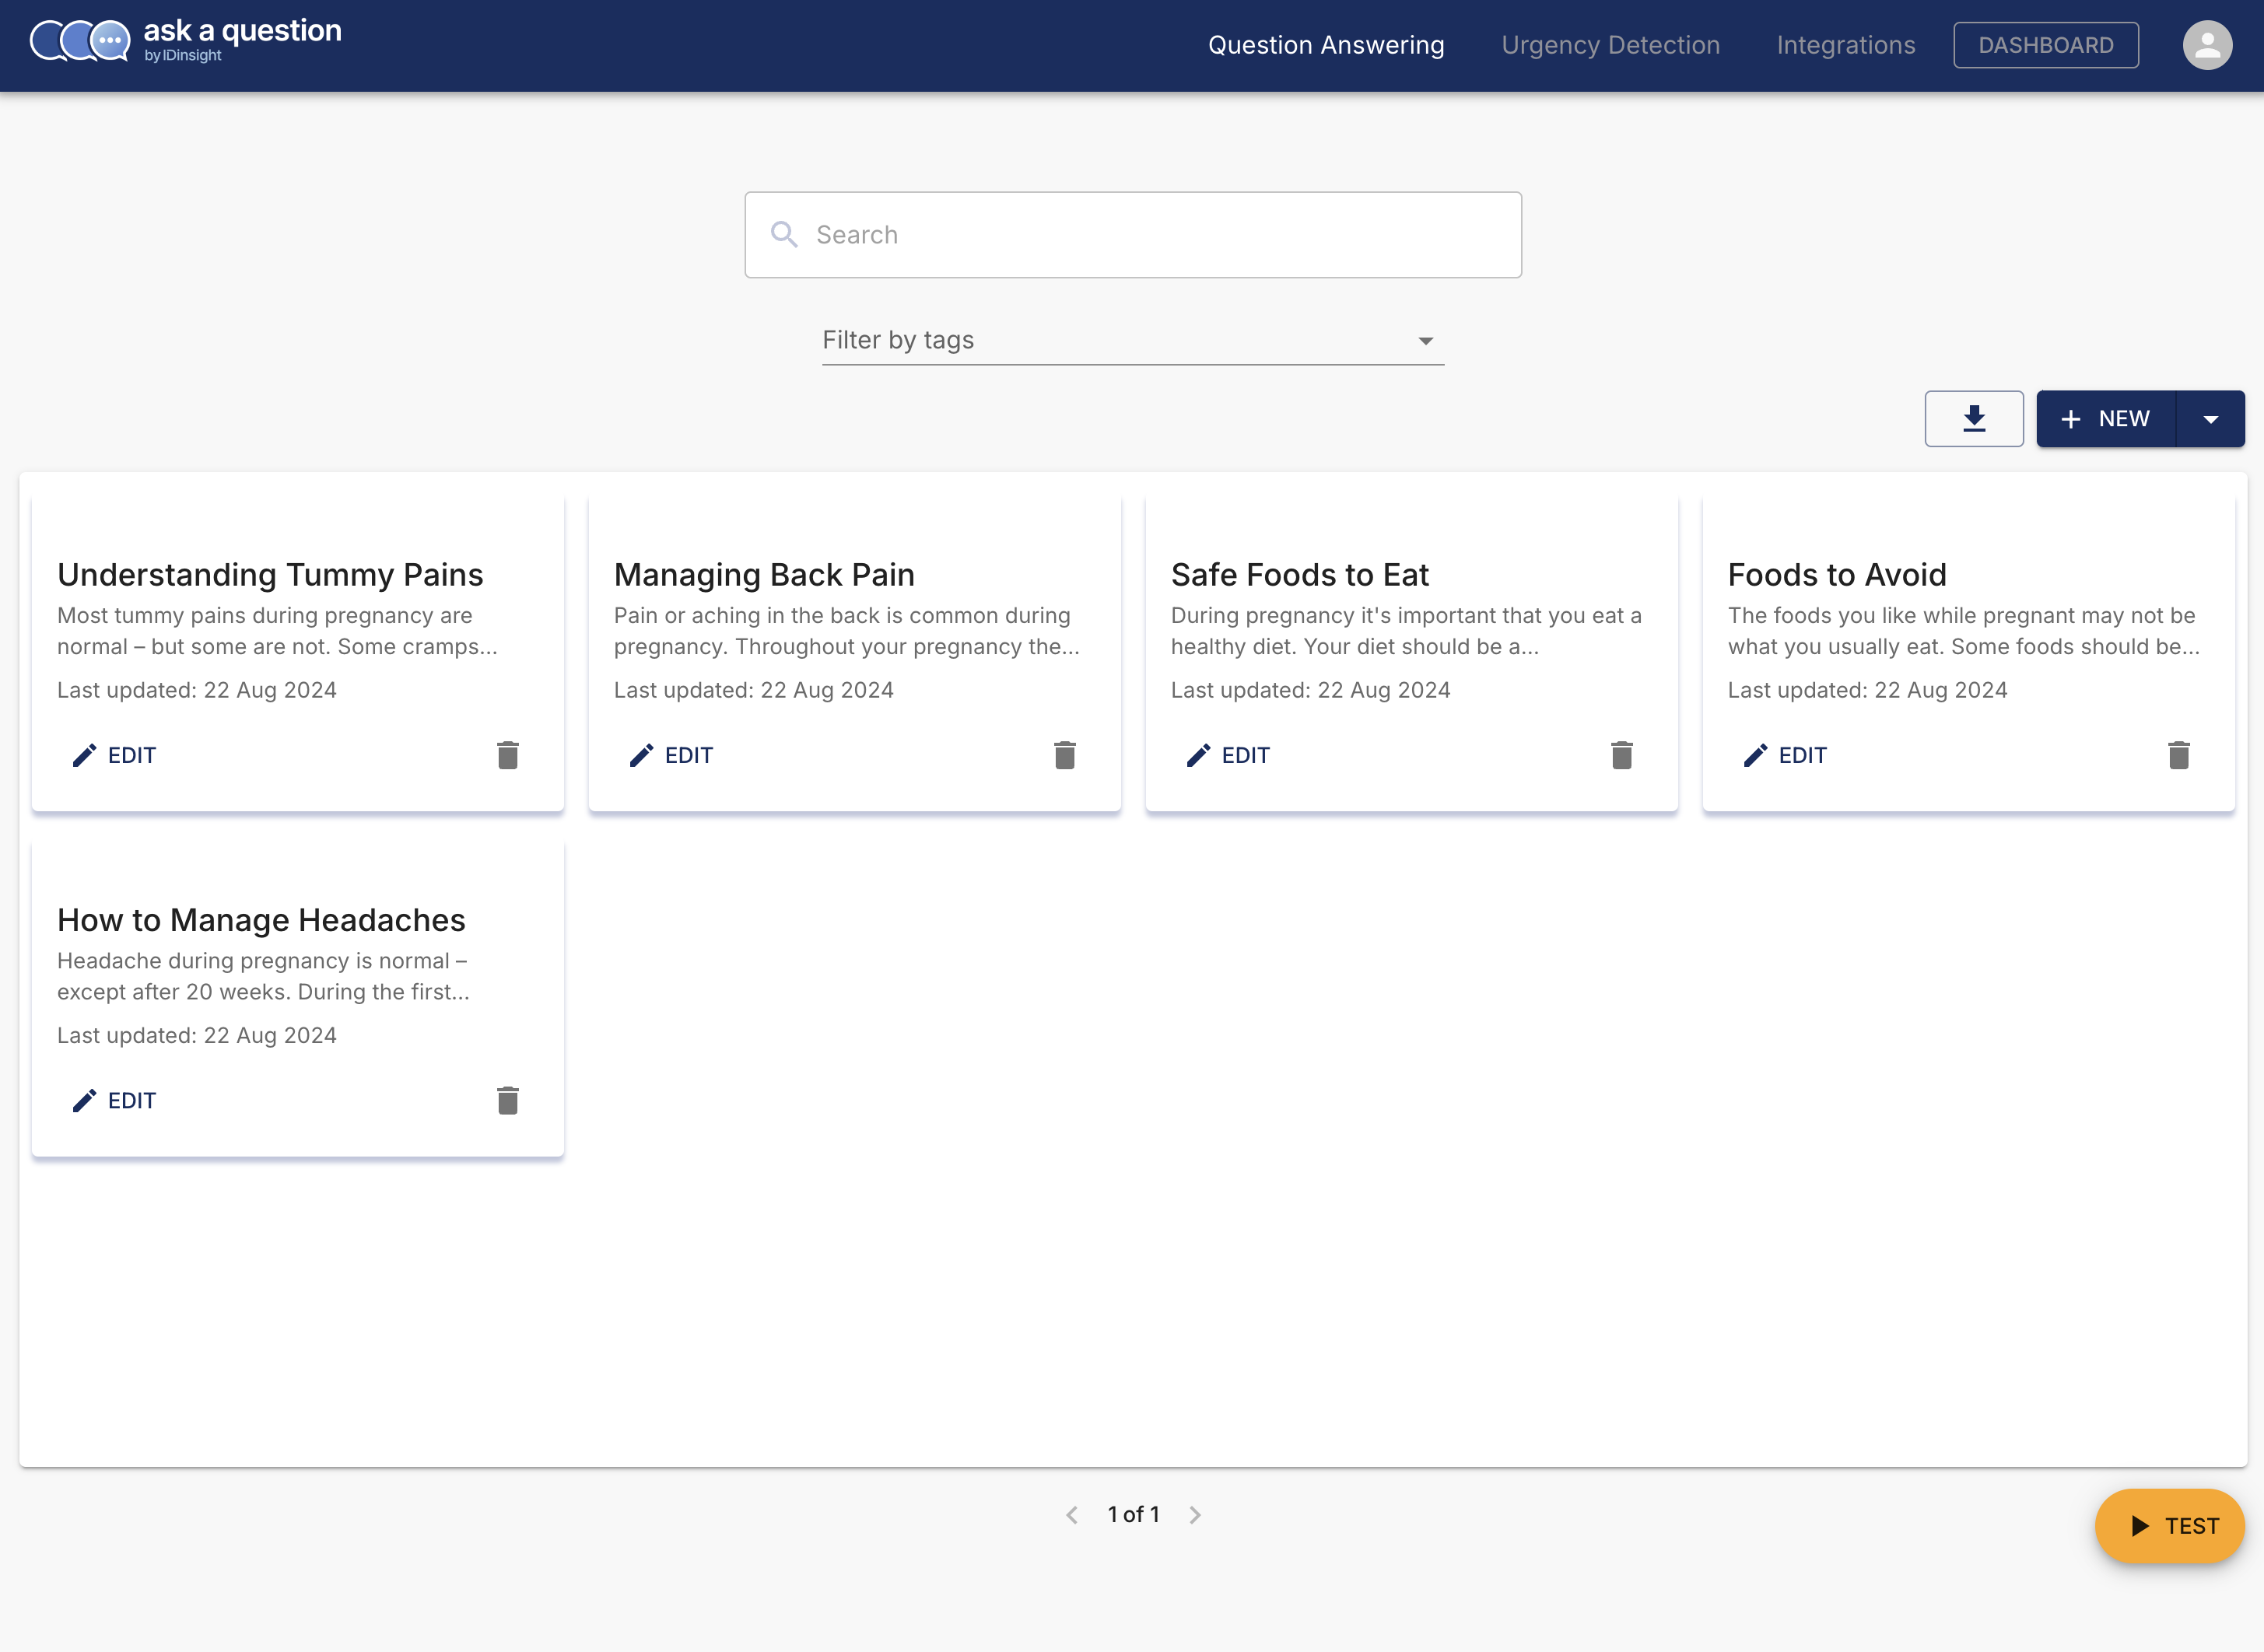 ask a question
by IDinsight
Question Answering
Urgency Detection
Integrations
DASHBOARD
Search
Filter by tags
NEW
Understanding Tummy Pains
Most tummy pains during pregnancy are
normal – but some are not. Some cramps...
Last updated: 22 Aug 2024
EDIT
Managing Back Pain
Pain or aching in the back is common during
pregnancy. Throughout your pregnancy the...
Last updated: 22 Aug 2024
EDIT
Safe Foods to Eat
During pregnancy it's important that you eat a
healthy diet. Your diet should be a...
Last updated: 22 Aug 2024
EDIT
Foods to Avoid
The foods you like while pregnant may not be
what you usually eat. Some foods should be...
Last updated: 22 Aug 2024
EDIT
How to Manage Headaches
Headache during pregnancy is normal –
except after 20 weeks. During the first...
Last updated: 22 Aug 2024
EDIT
1 of 1
TEST